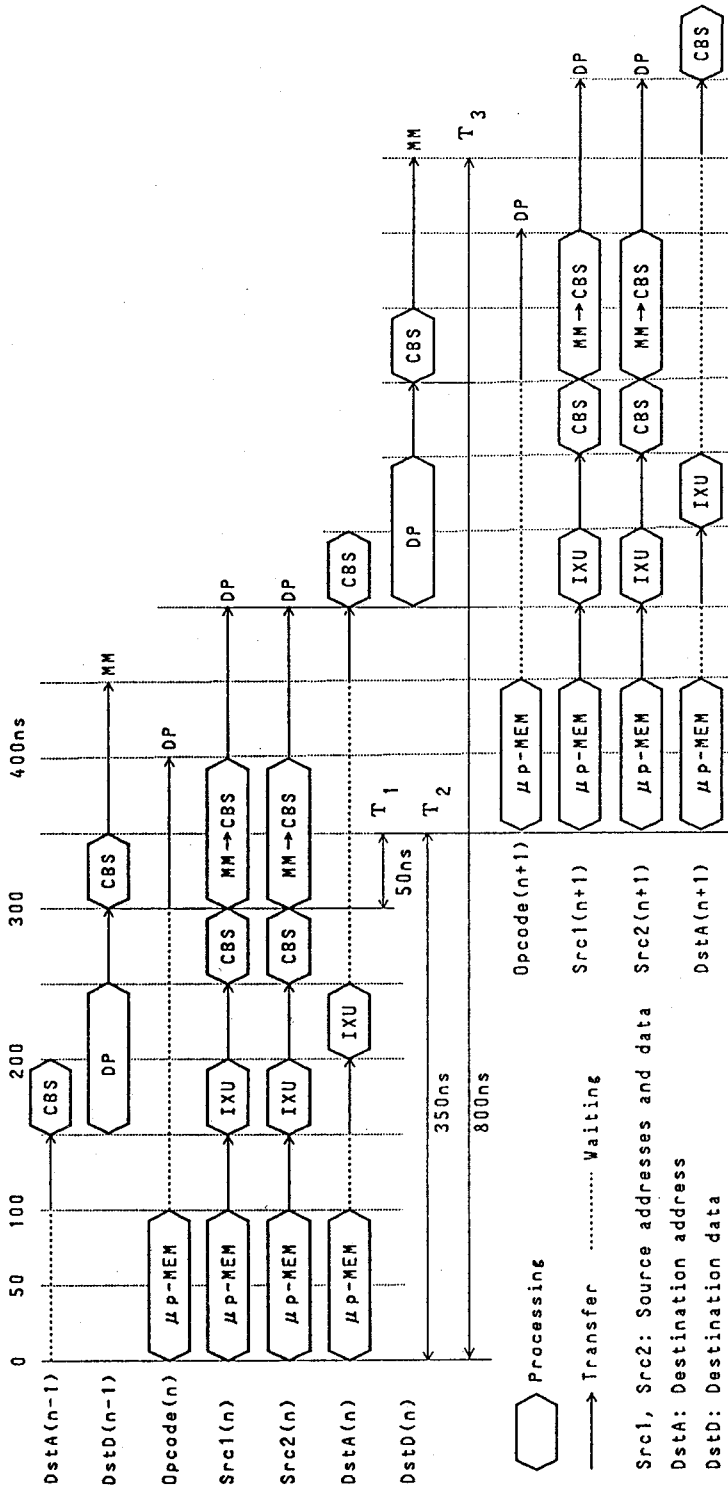 0 50 100 200 300 400ns
DstA(n-1) CBS
DstD(n-1) DP CBS MM
Opcode(n) μp-MEM DP
Src1(n) μp-MEM IXU CBS MM→CBS DP
Src2(n) μp-MEM IXU CBS MM→CBS DP
DstA(n) μp-MEM IXU CBS
DstD(n) DP CBS MM
T1
50ns
T2
350ns
T3
800ns
Opcode(n+1) μp-MEM DP
Src1(n+1) μp-MEM IXU CBS MM→CBS DP
Src2(n+1) μp-MEM IXU CBS MM→CBS DP
DstA(n+1) μp-MEM IXU CBS
Processing
Transfer Waiting
Src1, Src2: Source addresses and data
DstA: Destination address
DstD: Destination data